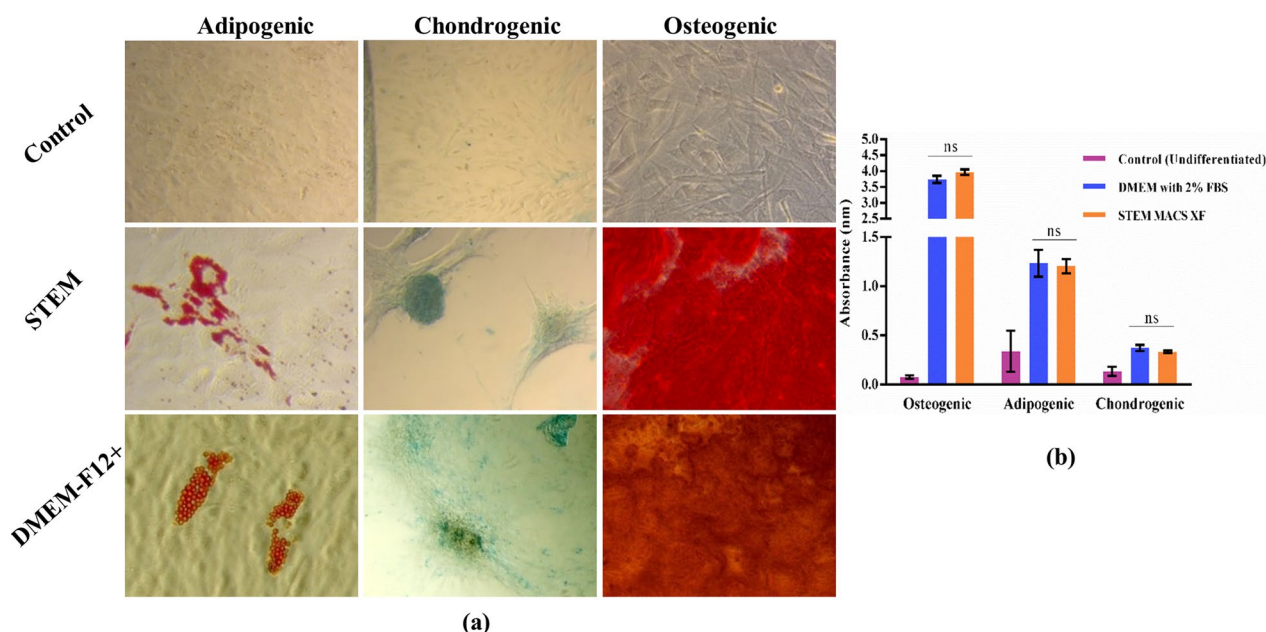 Adipogenic
Chondrogenic
Osteogenic
Control
STEM
DMEM-F12+
(a)
5.0
4.5
4.0
3.5
3.0
2.5
1.5
1.0
0.5
0.0
Absorbance (nm)
ns
ns
ns
Control (Undifferentiated)
DMEM with 2% FBS
STEM MACS XF
Osteogenic
Adipogenic
Chondrogenic
(b)